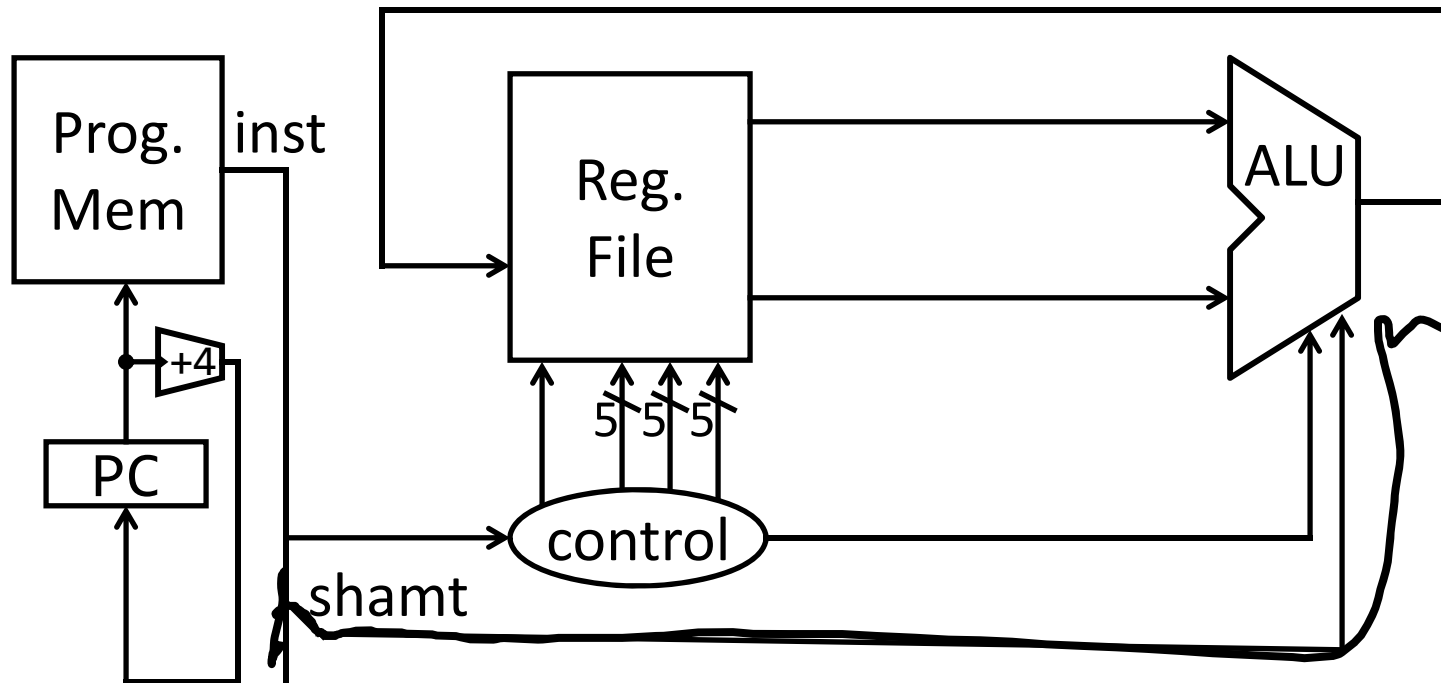 Prog.
Mem
inst
Reg.
File
ALU
+4
5 5 5
PC
control
shamt